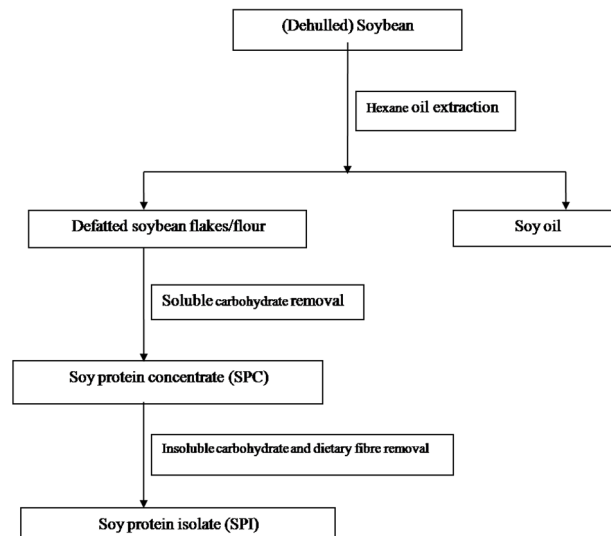 (Dehulled) Soybean
Hexane oil extraction
Defatted soybean flakes/flour
Soy oil
Soluble carbohydrate removal
Soy protein concentrate (SPC)
Insoluble carbohydrate and dietary fibre removal
Soy protein isolate (SPI)